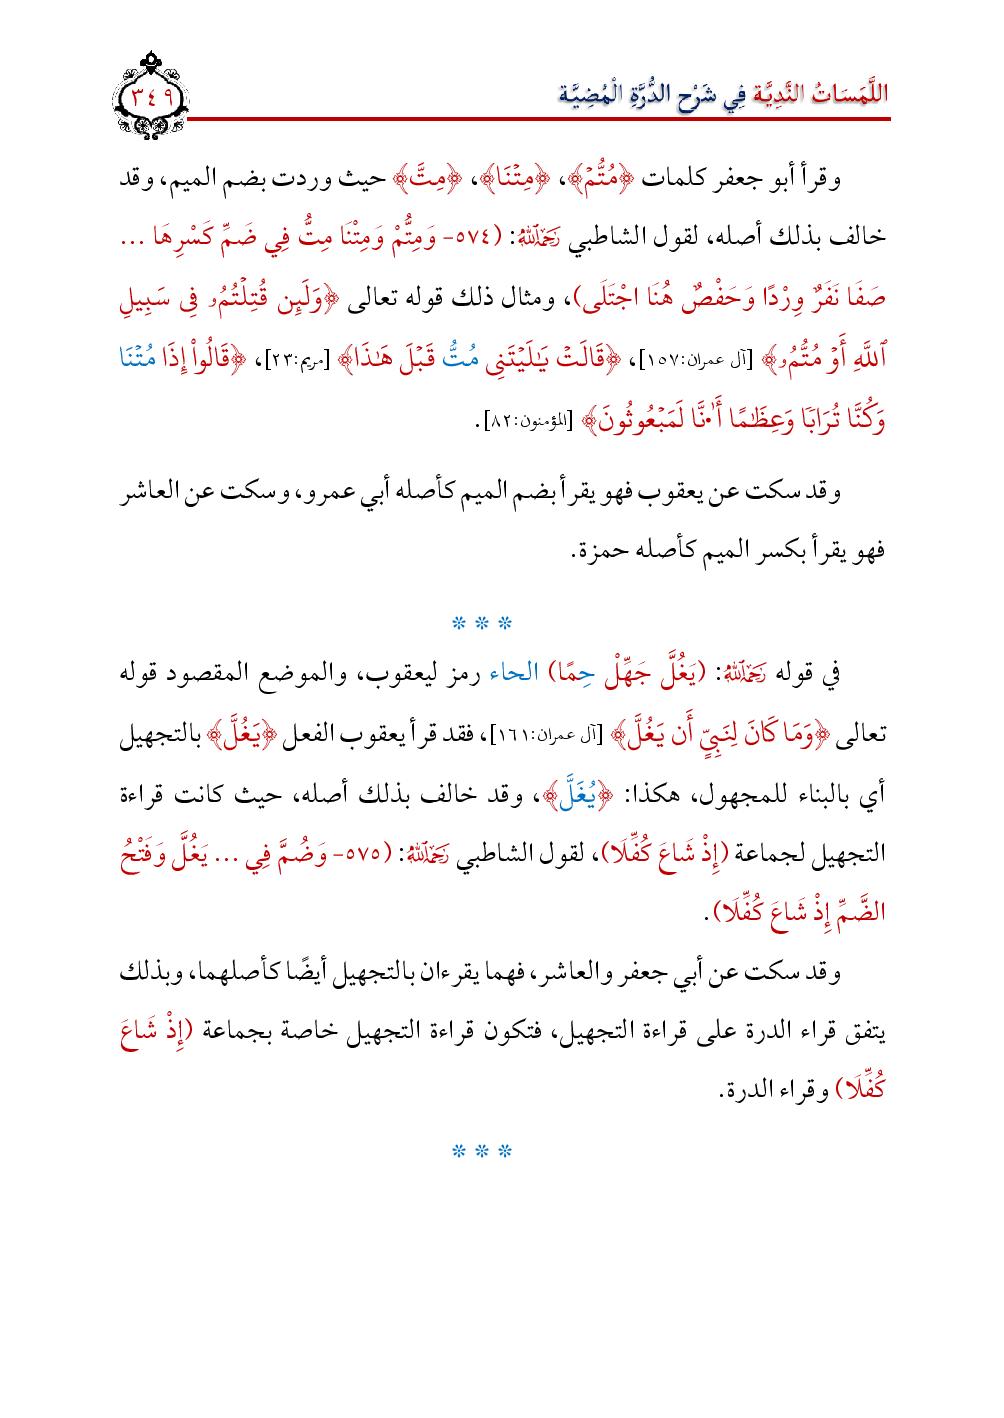 اللَّمَسَاتُ النَّدِيَّة فِي شَرْح الدُّرَّةِ الْمُضِيَّة
٣٤٩
وقرأ أبو جعفر كلمات ﴿مُتُّمۡ﴾، ﴿مِتۡنَا﴾، ﴿مِتَّ﴾ حيث وردت بضم الميم، وقد
خالف بذلك أصله، لقول الشاطبي رَحِمَهُ اللَّهُ: (٥٧٤- وَمِتُّمْ وَمِتْنَا مِتُّ فِي ضَمِّ كَسْرِهَا ...
صَفَا نَفَرٌ وِرْدًا وَحَفْصٌ هُنَا اجْتَلَى)، ومثال ذلك قوله تعالى ﴿وَلَئِن قُتِلۡتُمُۥ فِى سَبِيلِ
ٱللَّهِ أَوۡ مُتُّمُۥ﴾ [آل عمران:١٥٧]، ﴿قَالَتۡ يَـٰلَيۡتَنِى مُتُّ قَبۡلَ هَـٰذَا﴾ [مريم:٢٣]، ﴿قَالُواْ إِذَا مُتۡنَا
وَكُنَّا تُرَابًا وَعِظَـٰمًا أَ۟ىنَّا لَمَبۡعُوثُونَ﴾ [المؤمنون:٨٢].
وقد سكت عن يعقوب فهو يقرأ بضم الميم كأصله أبي عمرو، وسكت عن العاشر
فهو يقرأ بكسر الميم كأصله حمزة.
* * *
في قوله رَحِمَهُ اللَّهُ: (يَغُلَّ جَهِّلْ حِمًا) الحاء رمز ليعقوب، والموضع المقصود قوله
تعالى ﴿وَمَا كَانَ لِنَبِيٍّ أَن يَغُلَّ﴾ [آل عمران:١٦١]، فقد قرأ يعقوب الفعل ﴿يَغُلَّ﴾ بالتجهيل
أي بالبناء للمجهول، هكذا: ﴿يُغَلَّ﴾، وقد خالف بذلك أصله، حيث كانت قراءة
التجهيل لجماعة (إِذْ شَاعَ كُفِّلَا)، لقول الشاطبي رَحِمَهُ اللَّهُ: (٥٧٥- وَضُمَّ فِي ... يَغُلَّ وَفَتْحُ
الضَّمِّ إِذْ شَاعَ كُفِّلَا).
وقد سكت عن أبي جعفر والعاشر، فهما يقرءان بالتجهيل أيضًا كأصلهما، وبذلك
يتفق قراء الدرة على قراءة التجهيل، فتكون قراءة التجهيل خاصة بجماعة (إِذْ شَاعَ
كُفِّلَا) وقراء الدرة.
* * *